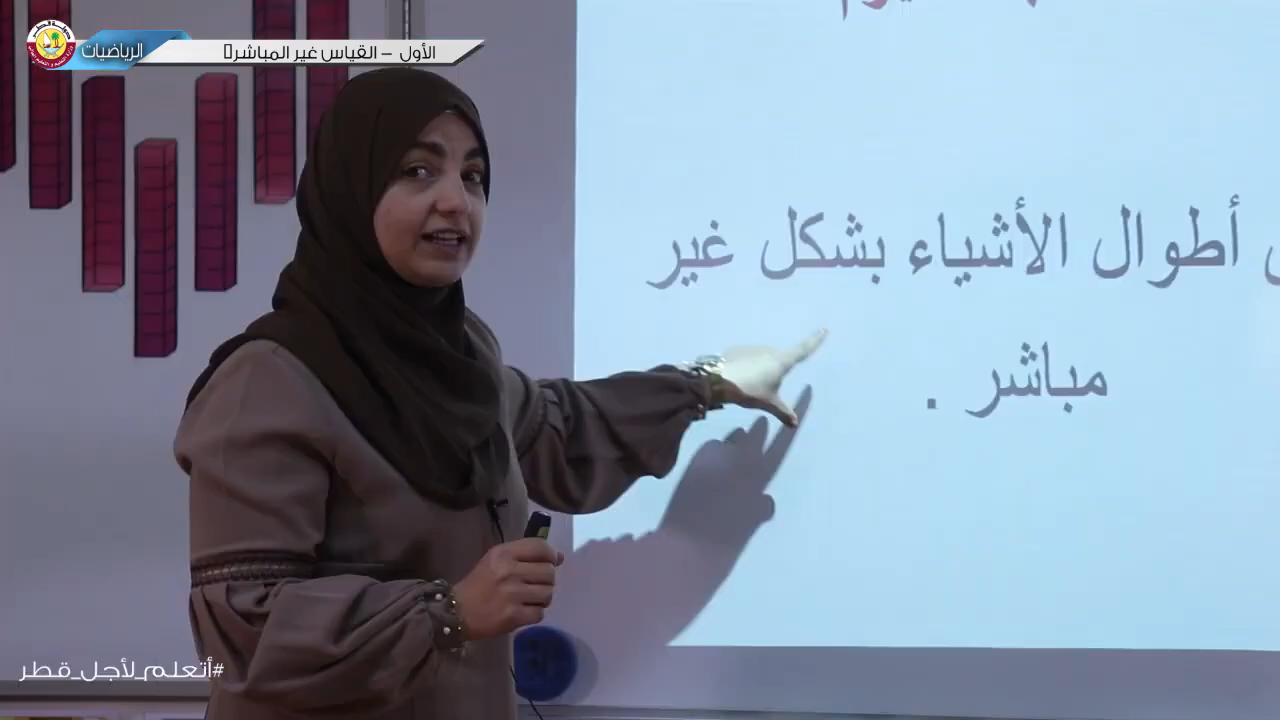 الرياضيات
الأول – القياس غير المباشر
أطوال الأشياء بشكل غير
مباشر .
#أتعلم_لأجل_قطر